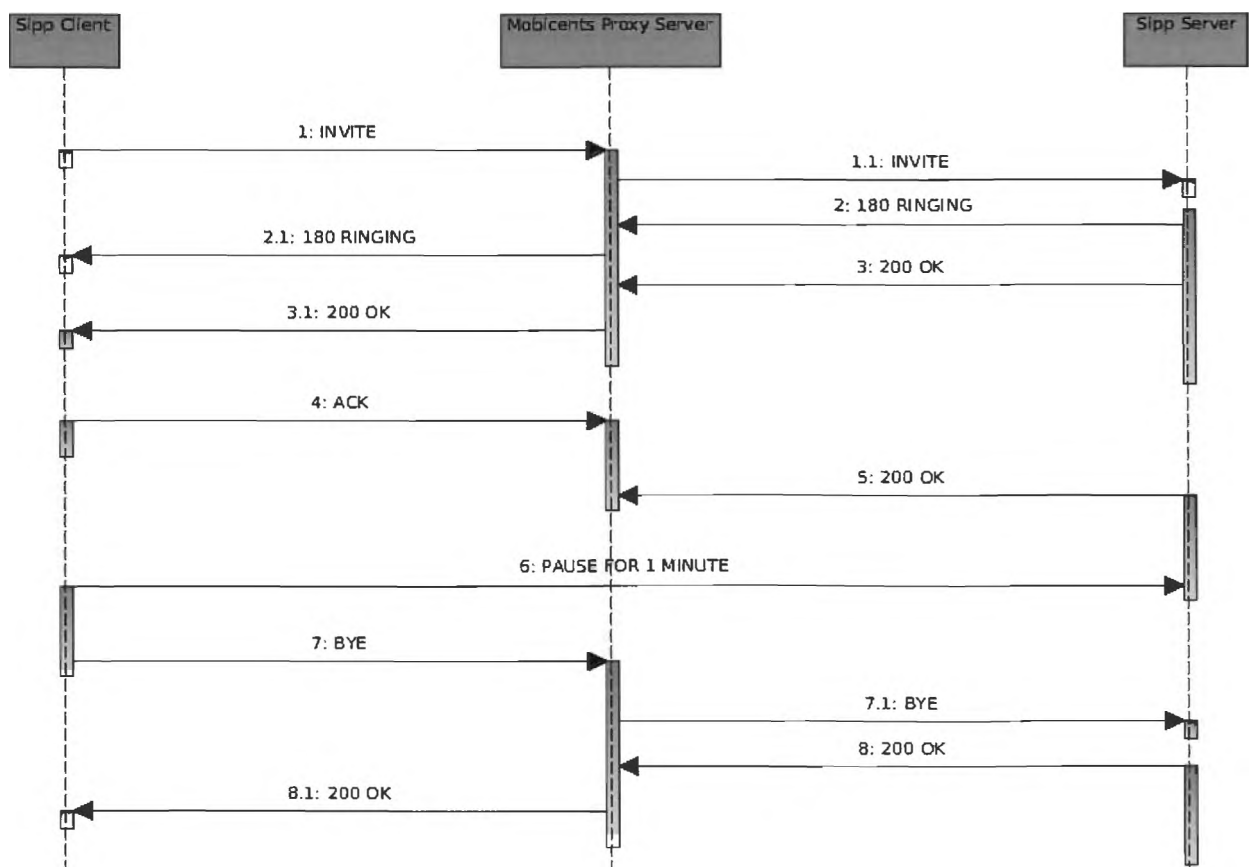 Sipp Client
Mobicents Proxy Server
Sipp Server
1: INVITE
1.1: INVITE
2: 180 RINGING
2.1: 180 RINGING
3: 200 OK
3.1: 200 OK
4: ACK
5: 200 OK
6: PAUSE FOR 1 MINUTE
7: BYE
7.1: BYE
8: 200 OK
8.1: 200 OK